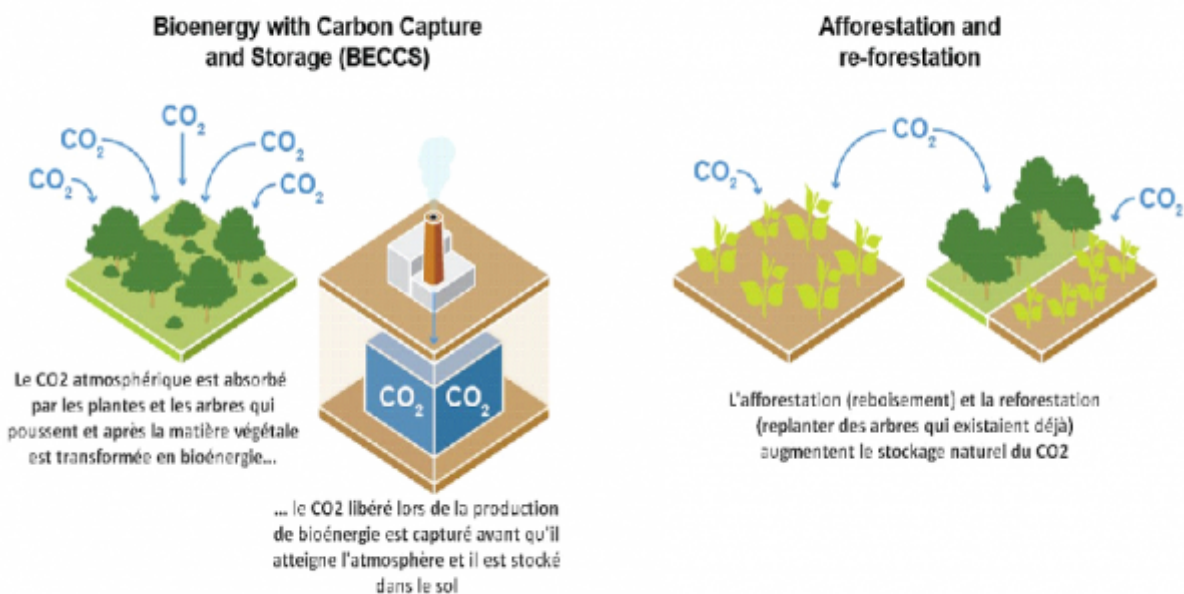 Bioenergy with Carbon Capture
and Storage (BECCS)
CO2
CO2
CO2
CO2
CO2
Le CO2 atmosphérique est absorbé
par les plantes et les arbres qui
poussent et après la matière végétale
est transformée en bioénergie...
CO2 CO2
... le CO2 libéré lors de la production
de bioénergie est capturé avant qu'il
atteigne l'atmosphère et il est stocké
dans le sol
Afforestation and
re-forestation
CO2
CO2
CO2
L'afforestation (reboisement) et la reforestation
(replanter des arbres qui existaient déjà)
augmentent le stockage naturel du CO2